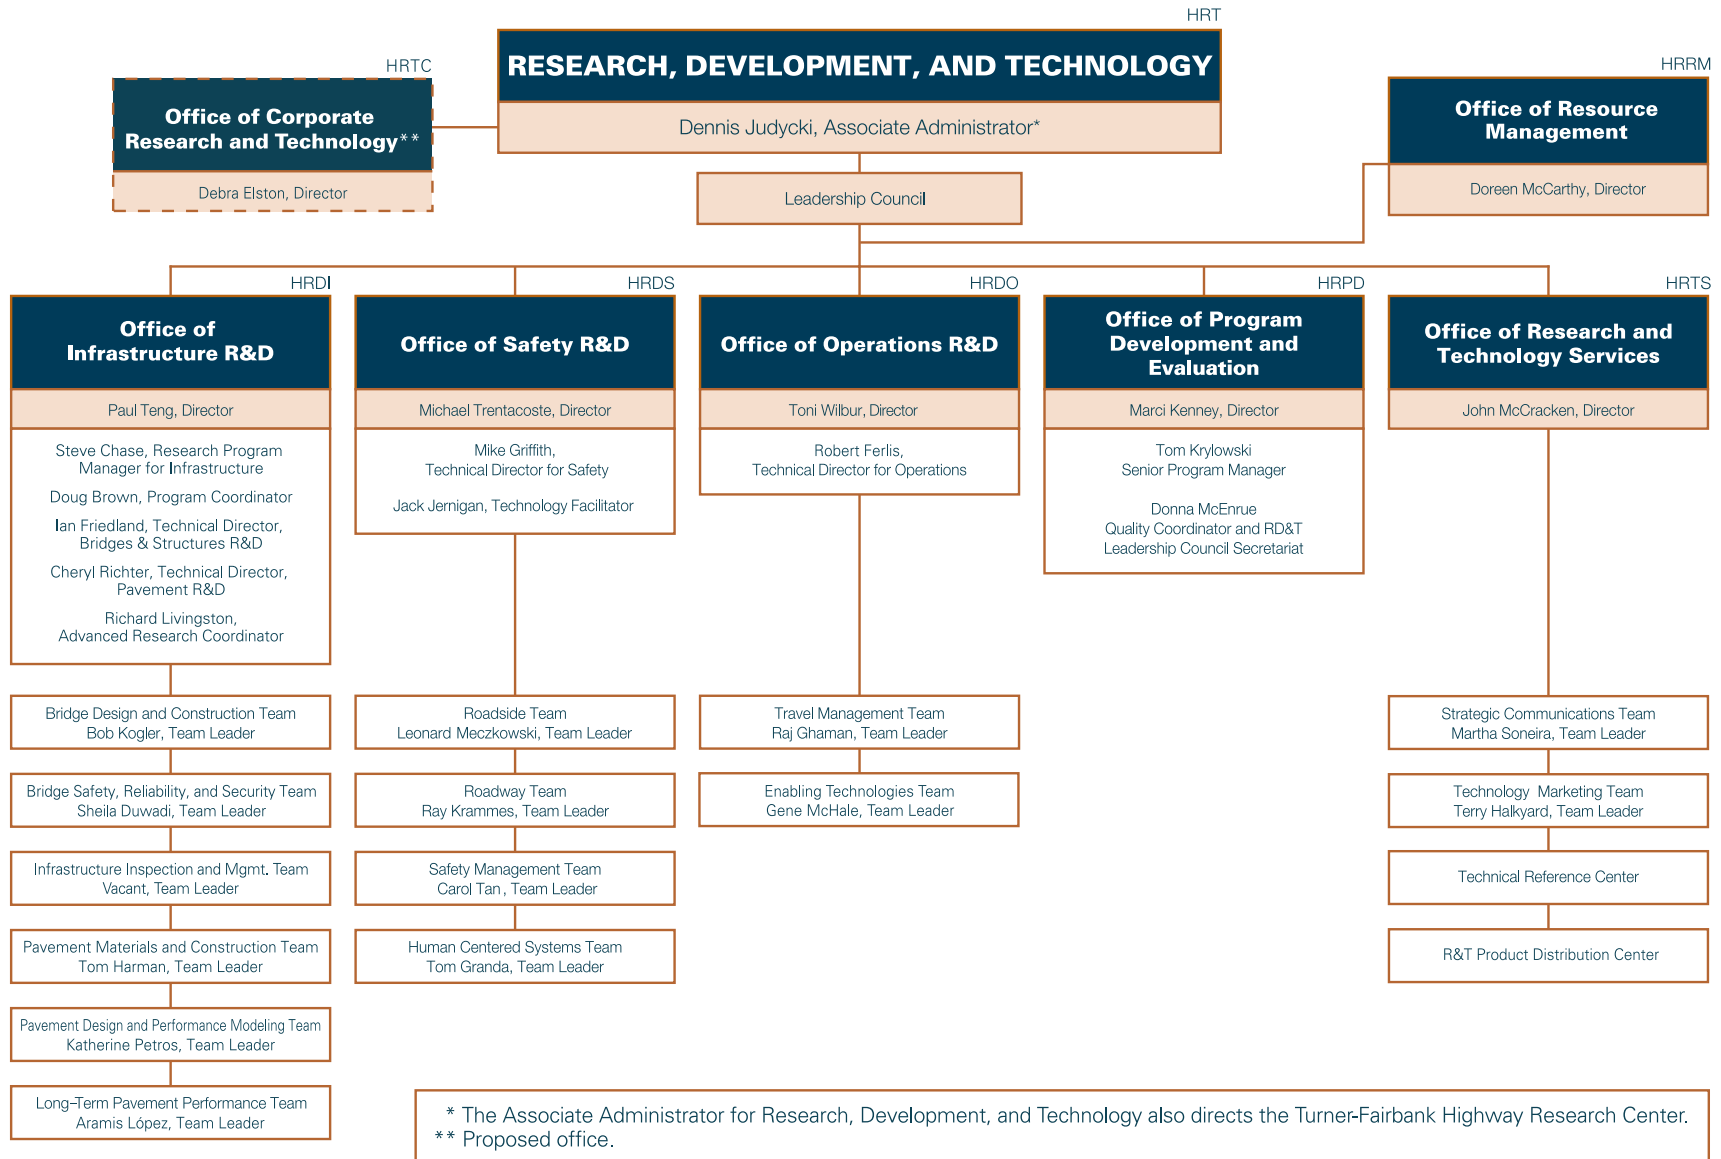 HRT
RESEARCH, DEVELOPMENT, AND TECHNOLOGY
Dennis Judycki, Associate Administrator*
HRTC
Office of Corporate
Research and Technology**
Debra Elston, Director
HRRM
Office of Resource
Management
Doreen McCarthy, Director
Leadership Council
HRDI
Office of
Infrastructure R&D
Paul Teng, Director
Steve Chase, Research Program
Manager for Infrastructure
Doug Brown, Program Coordinator
Ian Friedland, Technical Director,
Bridges & Structures R&D
Cheryl Richter, Technical Director,
Pavement R&D
Richard Livingston,
Advanced Research Coordinator
Bridge Design and Construction Team
Bob Kogler, Team Leader
Bridge Safety, Reliability, and Security Team
Sheila Duwadi, Team Leader
Infrastructure Inspection and Mgmt. Team
Vacant, Team Leader
Pavement Materials and Construction Team
Tom Harman, Team Leader
Pavement Design and Performance Modeling Team
Katherine Petros, Team Leader
Long-Term Pavement Performance Team
Aramis López, Team Leader
HRDS
Office of Safety R&D
Michael Trentacoste, Director
Mike Griffith,
Technical Director for Safety
Jack Jernigan, Technology Facilitator
Roadside Team
Leonard Meczkowski, Team Leader
Roadway Team
Ray Krammes, Team Leader
Safety Management Team
Carol Tan, Team Leader
Human Centered Systems Team
Tom Granda, Team Leader
HRDO
Office of Operations R&D
Toni Wilbur, Director
Robert Ferlis,
Technical Director for Operations
Travel Management Team
Raj Ghaman, Team Leader
Enabling Technologies Team
Gene McHale, Team Leader
HRPD
Office of Program
Development and
Evaluation
Marci Kenney, Director
Tom Krylowski
Senior Program Manager
Donna McEnrue
Quality Coordinator and RD&T
Leadership Council Secretariat
HRTS
Office of Research and
Technology Services
John McCracken, Director
Strategic Communications Team
Martha Soneira, Team Leader
Technology Marketing Team
Terry Halkyard, Team Leader
Technical Reference Center
R&T Product Distribution Center
* The Associate Administrator for Research, Development, and Technology also directs the Turner-Fairbank Highway Research Center.
** Proposed office.